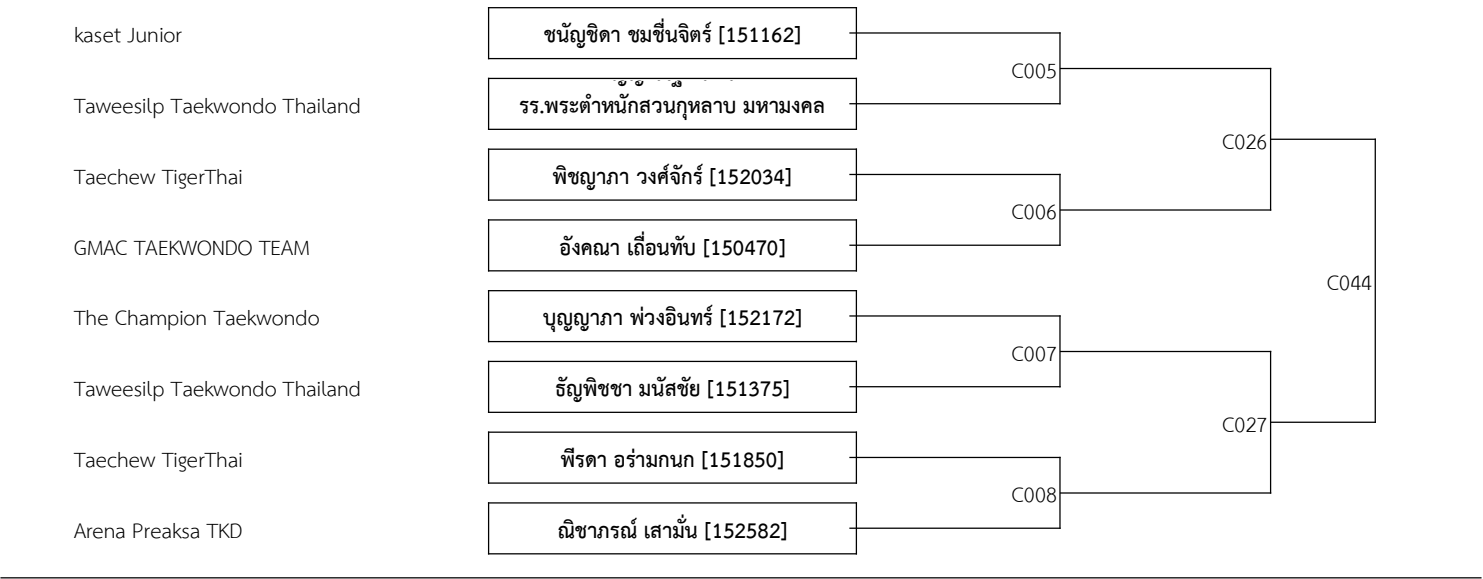 kaset Junior
ชนัญชิดา ชมชื่นจิตร์ [151162]
C005
Taweesilp Taekwondo Thailand
รร.พระตำหนักสวนกุหลาบ มหามงคล
C026
Taechew TigerThai
พิชญาภา วงศ์จักร์ [152034]
C006
GMAC TAEKWONDO TEAM
อังคณา เถื่อนทับ [150470]
C044
The Champion Taekwondo
บุญญาภา พ่วงอินทร์ [152172]
C007
Taweesilp Taekwondo Thailand
ธัญพิชชา มนัสชัย [151375]
C027
Taechew TigerThai
พีรดา อร่ามกนก [151850]
C008
Arena Preaksa TKD
ณิชาภรณ์ เสามั่น [152582]